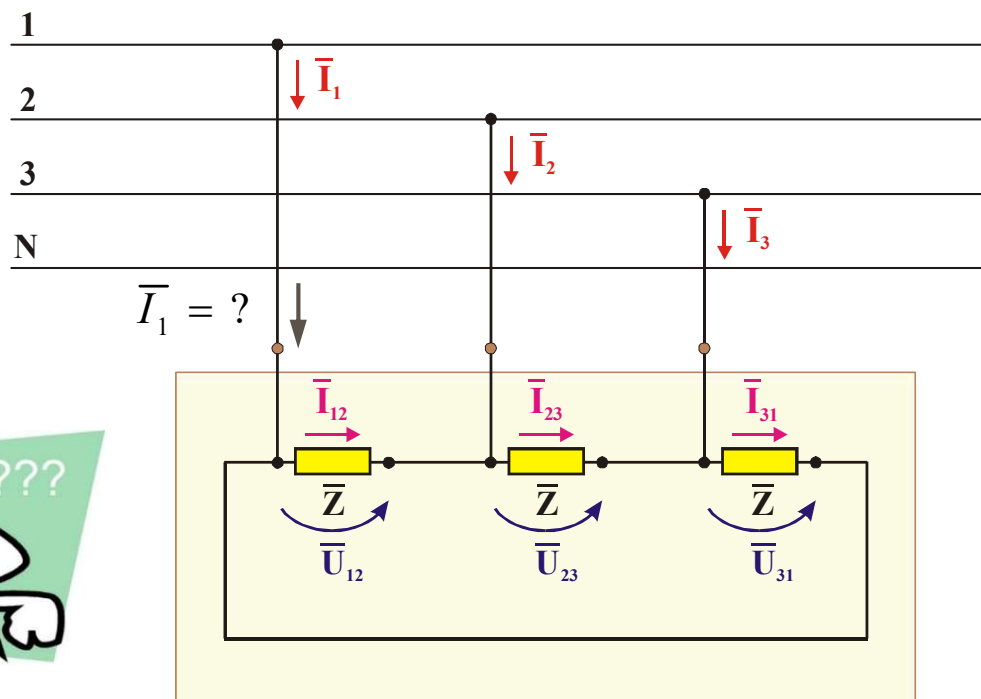 1
I̅₁
2
I̅₂
3
I̅₃
N
I̅₁ = ?
I̅₁₂ I̅₂₃ I̅₃₁
???
Z̅ Z̅ Z̅
U̅₁₂ U̅₂₃ U̅₃₁